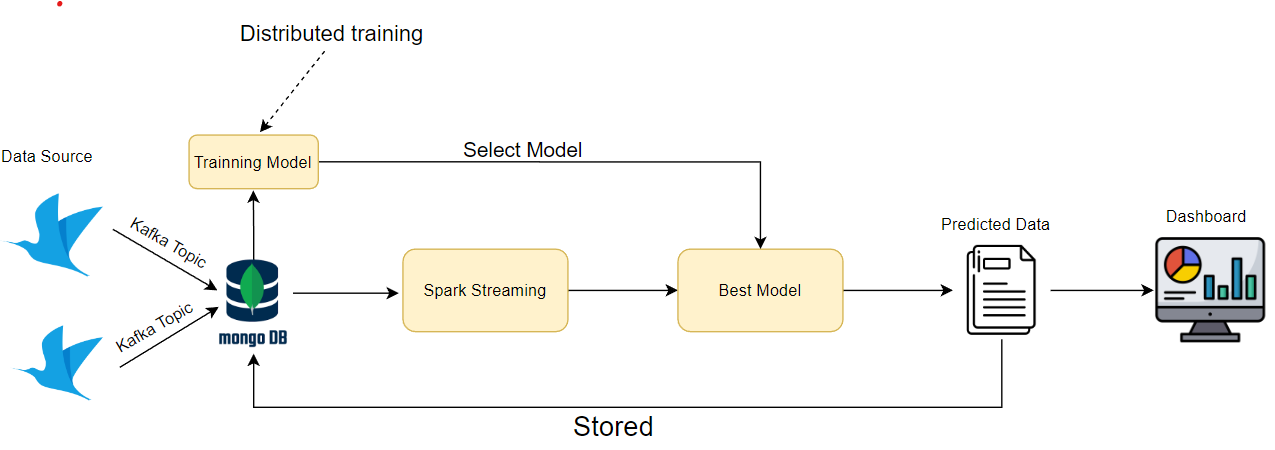 Distributed training
Data Source
Trainning Model
Select Model
Kafka Topic
Kafka Topic
mongo DB
Spark Streaming
Best Model
Predicted Data
Dashboard
Stored